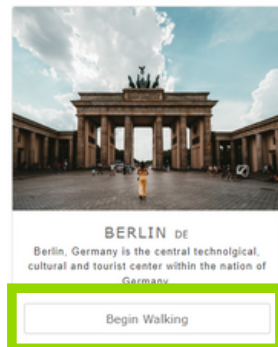 BERLIN DE
Berlin, Germany is the central technolgical,
cultural and tourist center within the nation of
Germany
Begin Walking